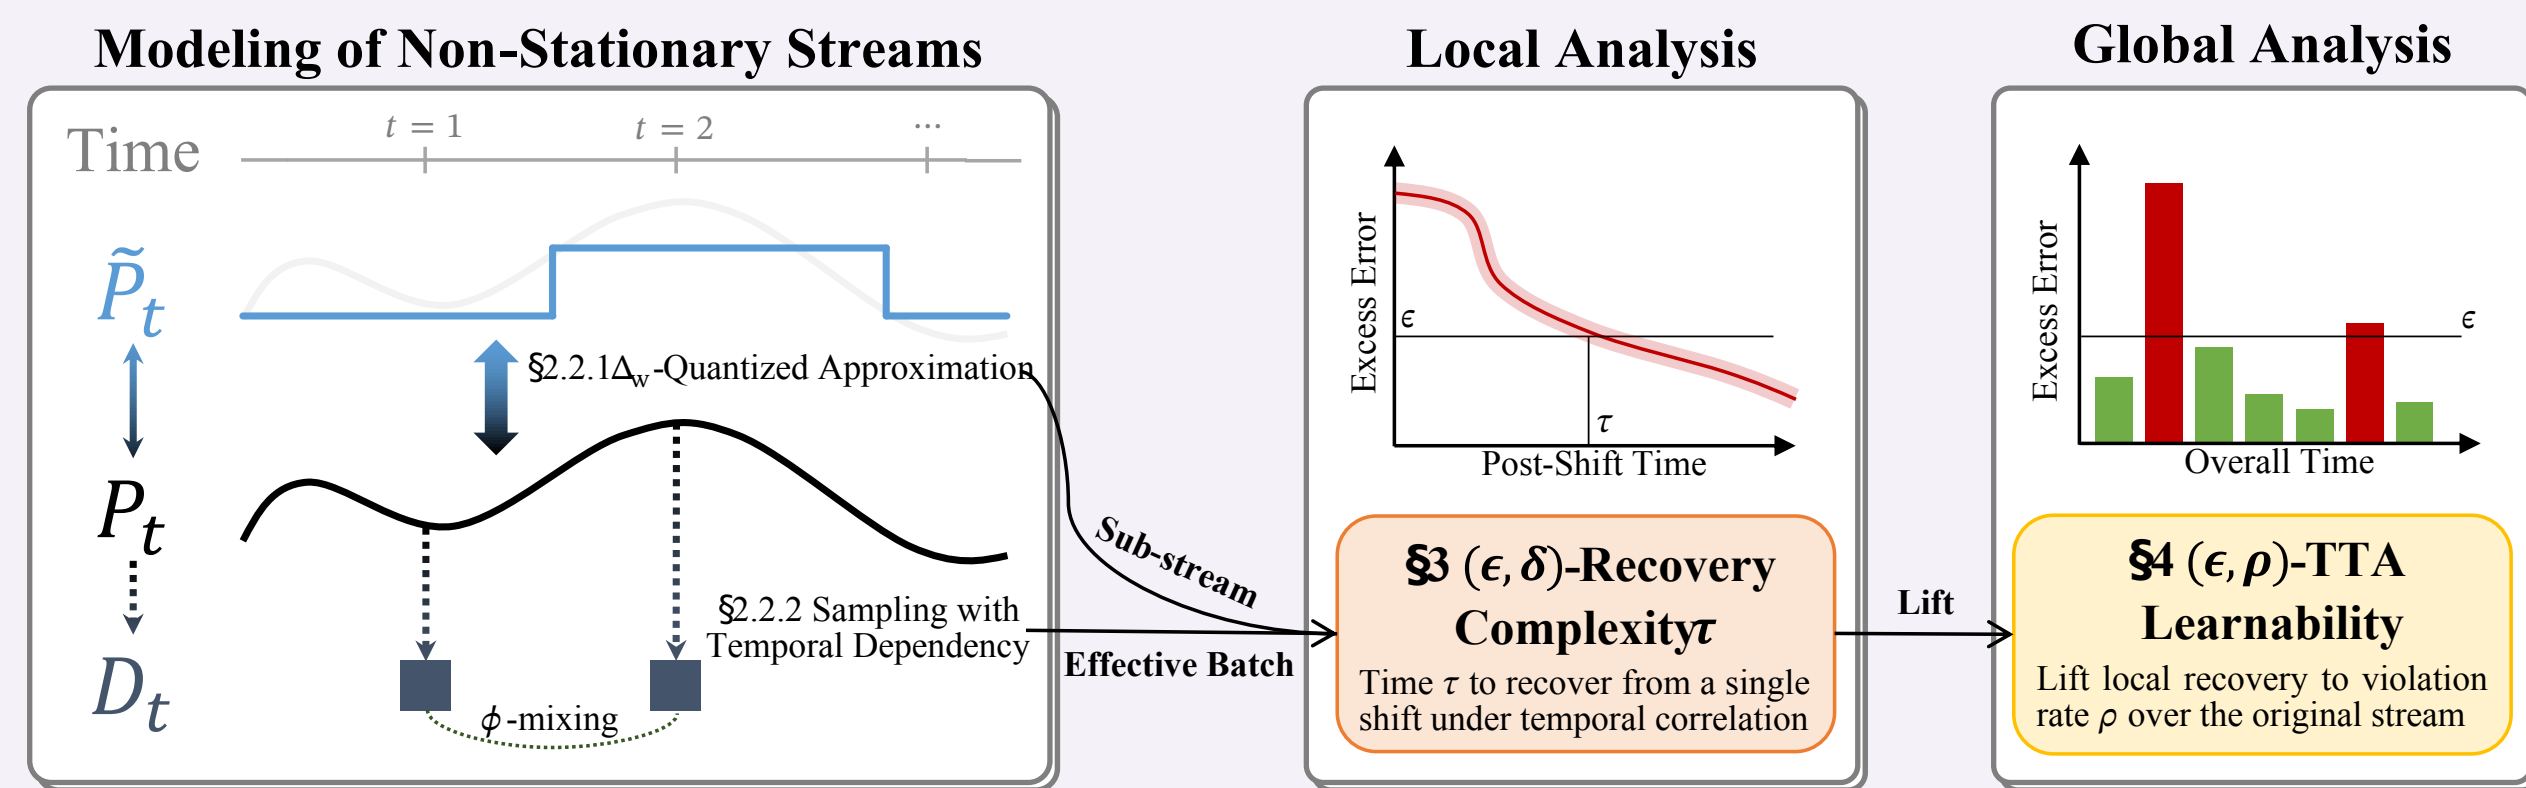 Modeling of Non-Stationary Streams
Time
t = 1
t = 2
...
P̃t
§2.2.1Δw-Quantized Approximation
Pt
§2.2.2 Sampling with
Temporal Dependency
Dt
ϕ-mixing
Sub-stream
Effective Batch
Local Analysis
Excess Error
ϵ
τ
Post-Shift Time
§3 (ϵ, δ)-Recovery
Complexityτ
Time τ to recover from a single
shift under temporal correlation
Lift
Global Analysis
Excess Error
ϵ
Overall Time
§4 (ϵ, ρ)-TTA
Learnability
Lift local recovery to violation
rate ρ over the original stream